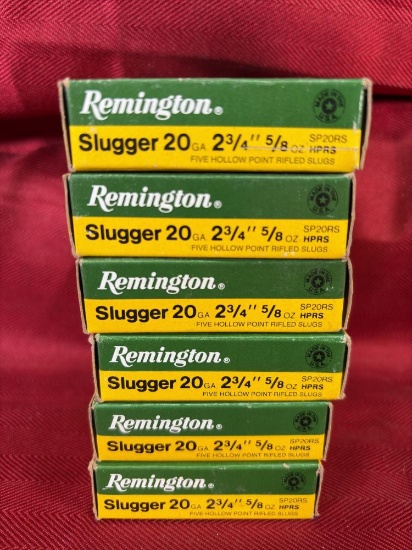 Remington®
MADE IN U.S.A.
Slugger 20 GA 2 3/4" 5/8 OZ SP20RS HPRS
FIVE HOLLOW POINT RIFLED SLUGS
Remington®
Slugger 20 GA 2 3/4" 5/8 OZ SP20RS HPRS
FIVE HOLLOW POINT RIFLED SLUGS
Remington®
Slugger 20 GA 2 3/4" 5/8 OZ SP20RS HPRS
FIVE HOLLOW POINT RIFLED SLUGS
Remington®
Slugger 20 GA 2 3/4" 5/8 OZ SP20RS HPRS
FIVE HOLLOW POINT RIFLED SLUGS
Remington®
Slugger 20 GA 2 3/4" 5/8 OZ SP20RS HPRS
FIVE HOLLOW POINT RIFLED SLUGS
Remington®
Slugger 20 GA 2 3/4" 5/8 OZ SP20RS HPRS
FIVE HOLLOW POINT RIFLED SLUGS